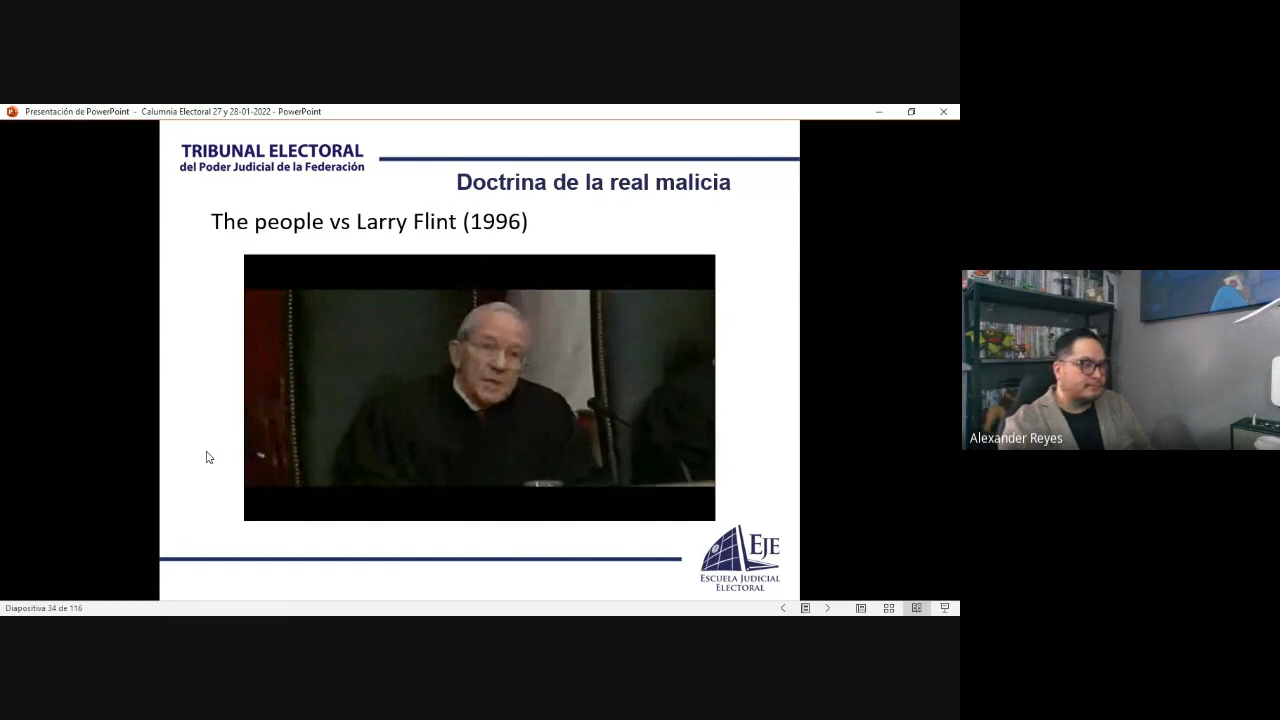 Presentación de PowerPoint - Calumnia Electoral 27 y 28-01-2022 - PowerPoint
TRIBUNAL ELECTORAL
del Poder Judicial de la Federación
Doctrina de la real malicia
The people vs Larry Flint (1996)
Alexander Reyes
EJE
ESCUELA JUDICIAL
ELECTORAL
Diapositiva 34 de 116